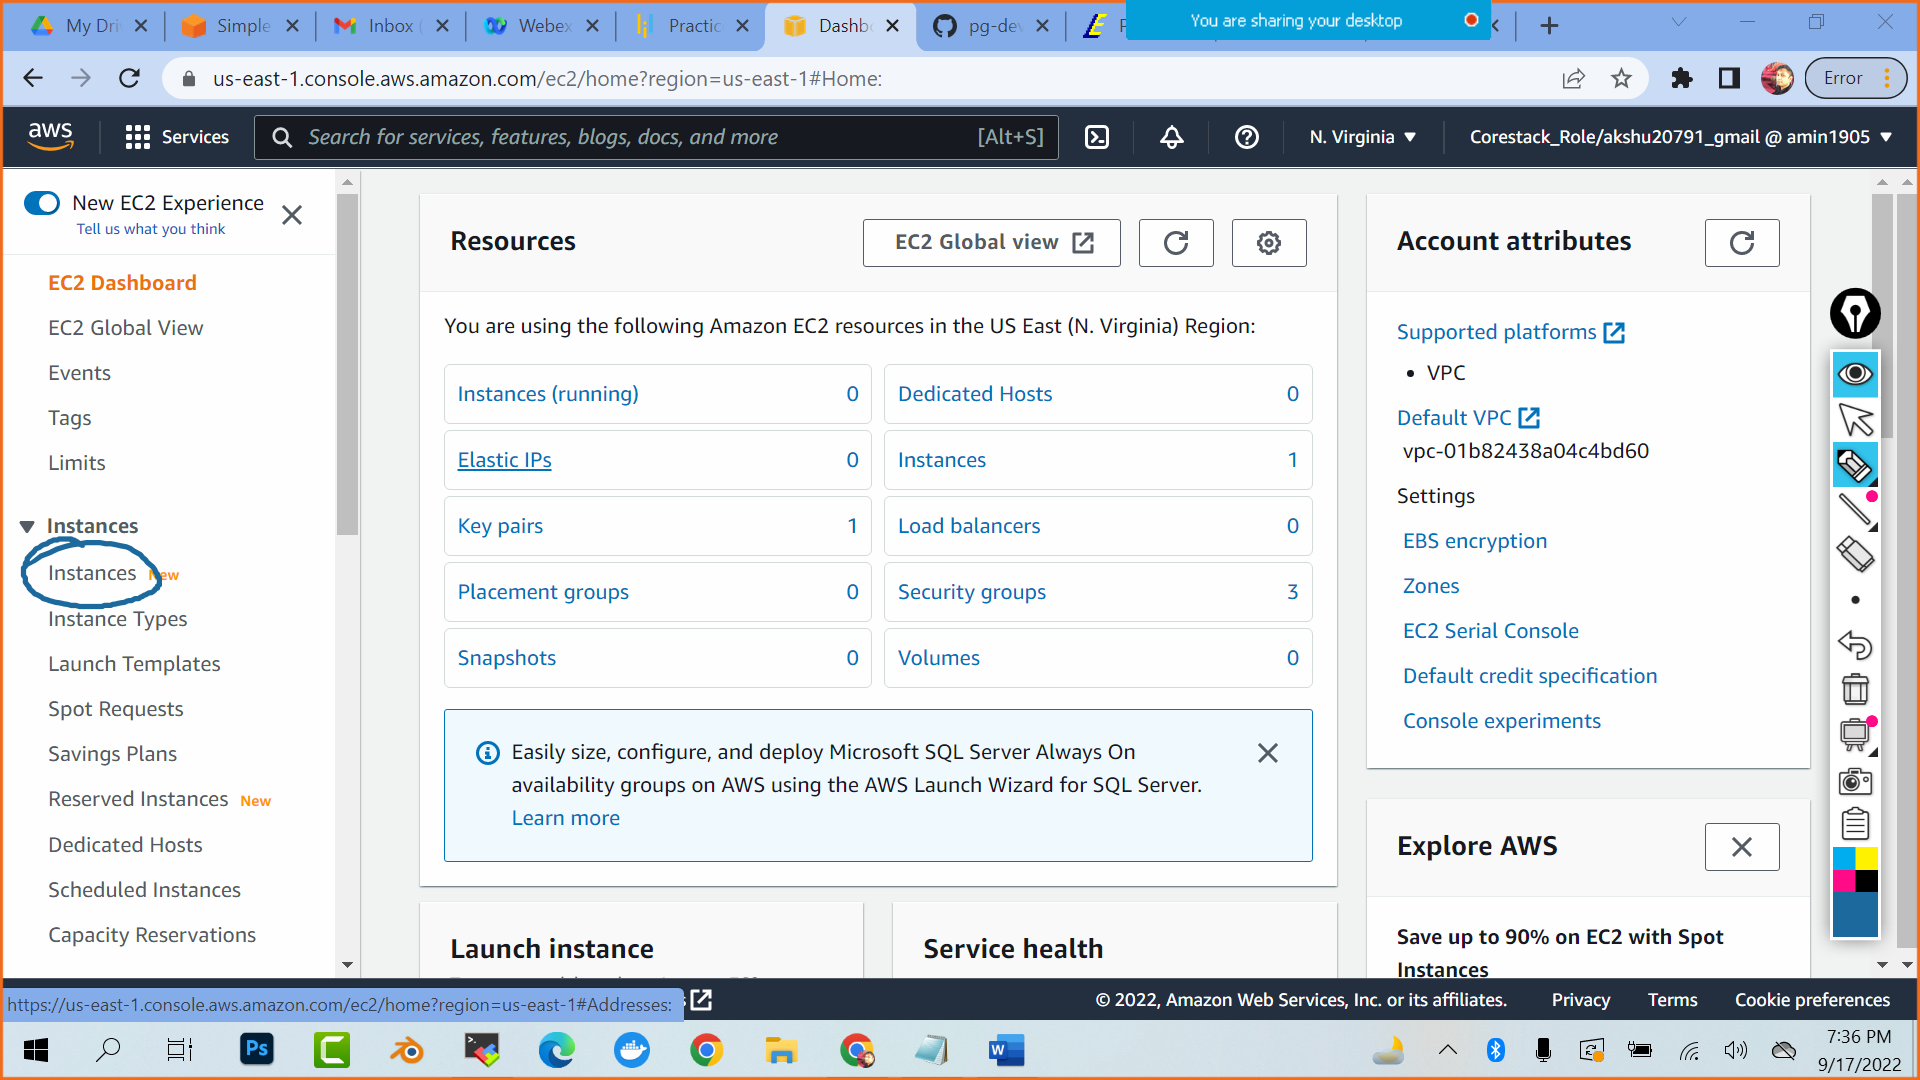 My Dri
Simple
Inbox (
Webex
Practic
Dashbo
pg-dev
You are sharing your desktop
us-east-1.console.aws.amazon.com/ec2/home?region=us-east-1#Home:
Error
aws
Services
Search for services, features, blogs, docs, and more
[Alt+S]
N. Virginia
Corestack_Role/akshu20791_gmail @ amin1905
New EC2 Experience
Tell us what you think
EC2 Dashboard
EC2 Global View
Events
Tags
Limits
Instances
Instances New
Instance Types
Launch Templates
Spot Requests
Savings Plans
Reserved Instances New
Dedicated Hosts
Scheduled Instances
Capacity Reservations
Resources
EC2 Global view
You are using the following Amazon EC2 resources in the US East (N. Virginia) Region:
Instances (running) 0
Dedicated Hosts 0
Elastic IPs 0
Instances 1
Key pairs 1
Load balancers 0
Placement groups 0
Security groups 3
Snapshots 0
Volumes 0
Easily size, configure, and deploy Microsoft SQL Server Always On
availability groups on AWS using the AWS Launch Wizard for SQL Server.
Learn more
Launch instance
Service health
Account attributes
Supported platforms
• VPC
Default VPC
vpc-01b82438a04c4bd60
Settings
EBS encryption
Zones
EC2 Serial Console
Default credit specification
Console experiments
Explore AWS
Save up to 90% on EC2 with Spot
Instances
https://us-east-1.console.aws.amazon.com/ec2/home?region=us-east-1#Addresses:
© 2022, Amazon Web Services, Inc. or its affiliates.
Privacy
Terms
Cookie preferences
Ps
7:36 PM
9/17/2022